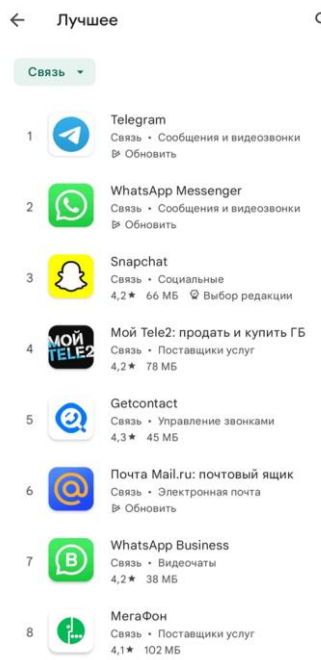 Лучшее
Связь
1
Telegram
Связь • Сообщения и видеозвонки
Обновить
2
WhatsApp Messenger
Связь • Сообщения и видеозвонки
Обновить
3
Snapchat
Связь • Социальные
4,2★ 66 МБ Выбор редакции
4
МОЙ
TELE2
Мой Tele2: продать и купить ГБ
Связь • Поставщики услуг
4,2★ 78 МБ
5
Getcontact
Связь • Управление звонками
4,3★ 45 МБ
6
Почта Mail.ru: почтовый ящик
Связь • Электронная почта
Обновить
7
B
WhatsApp Business
Связь • Видеочаты
4,2★ 38 МБ
8
МегаФон
Связь • Поставщики услуг
4,1★ 102 МБ